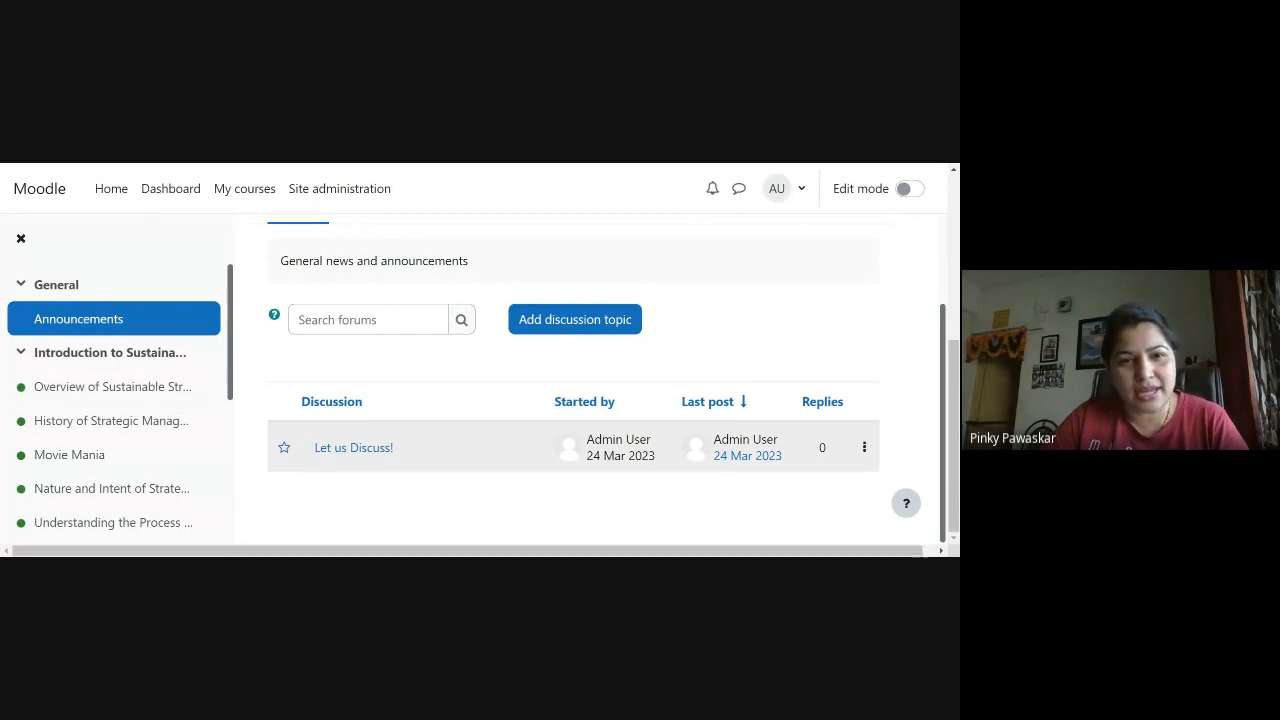 Moodle Home Dashboard My courses Site administration AU Edit mode
General
Announcements
Introduction to Sustaina...
Overview of Sustainable Str...
History of Strategic Manag...
Movie Mania
Nature and Intent of Strate...
Understanding the Process ...
General news and announcements
? Search forums Add discussion topic
Discussion Started by Last post ↓ Replies
Let us Discuss! Admin User Admin User 0
24 Mar 2023 24 Mar 2023
?
Pinky Pawaskar